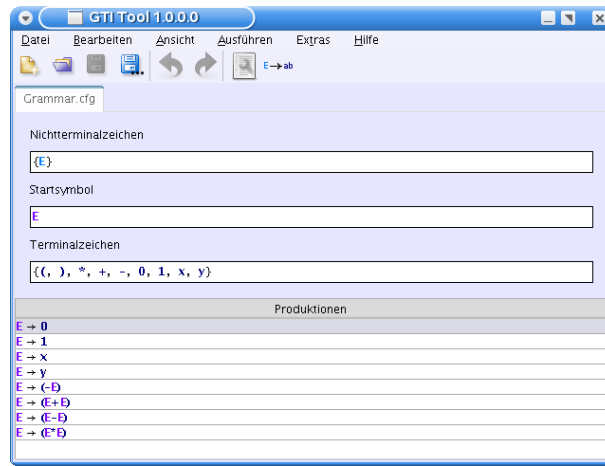 GTI Tool 1.0.0.0
Datei Bearbeiten Ansicht Ausführen Extras Hilfe
E→ab
Grammar.cfg
Nichtterminalzeichen
{E}
Startsymbol
E
Terminalzeichen
{(, ), *, +, -, 0, 1, x, y}
Produktionen
E → 0
E → 1
E → x
E → y
E → (-E)
E → (E+E)
E → (E-E)
E → (E*E)